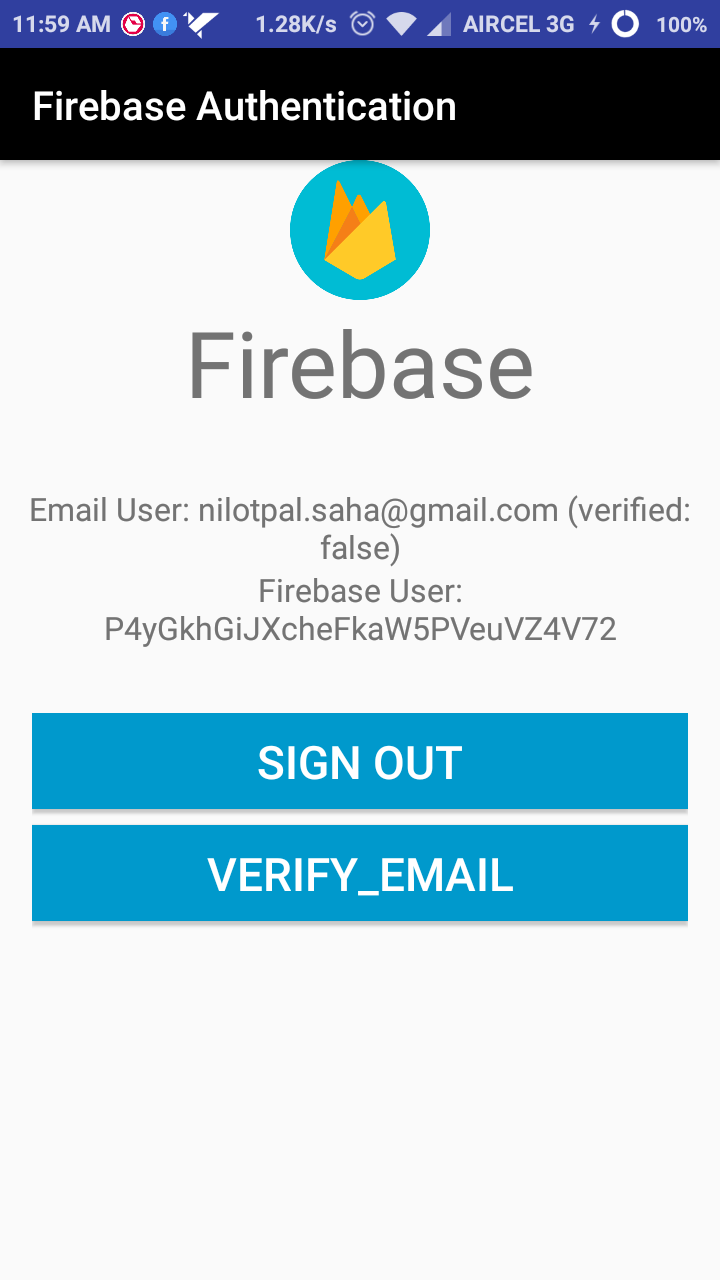 11:59 AM 1.28K/s AIRCEL 3G 100%
Firebase Authentication
Firebase
Email User: nilotpal.saha@gmail.com (verified:
false)
Firebase User:
P4yGkhGiJXcheFkaW5PVeuVZ4V72
SIGN OUT
VERIFY_EMAIL